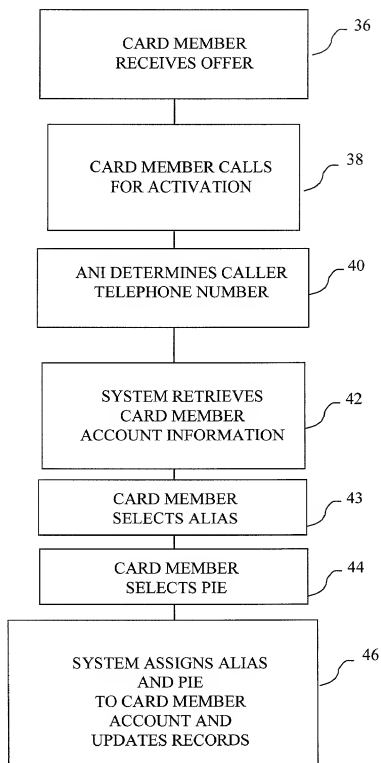 CARD MEMBER
RECEIVES OFFER
36
CARD MEMBER CALLS
FOR ACTIVATION
38
ANI DETERMINES CALLER
TELEPHONE NUMBER
40
SYSTEM RETRIEVES
CARD MEMBER
ACCOUNT INFORMATION
42
CARD MEMBER
SELECTS ALIAS
43
CARD MEMBER
SELECTS PIE
44
SYSTEM ASSIGNS ALIAS
AND PIE
TO CARD MEMBER
ACCOUNT AND
UPDATES RECORDS
46